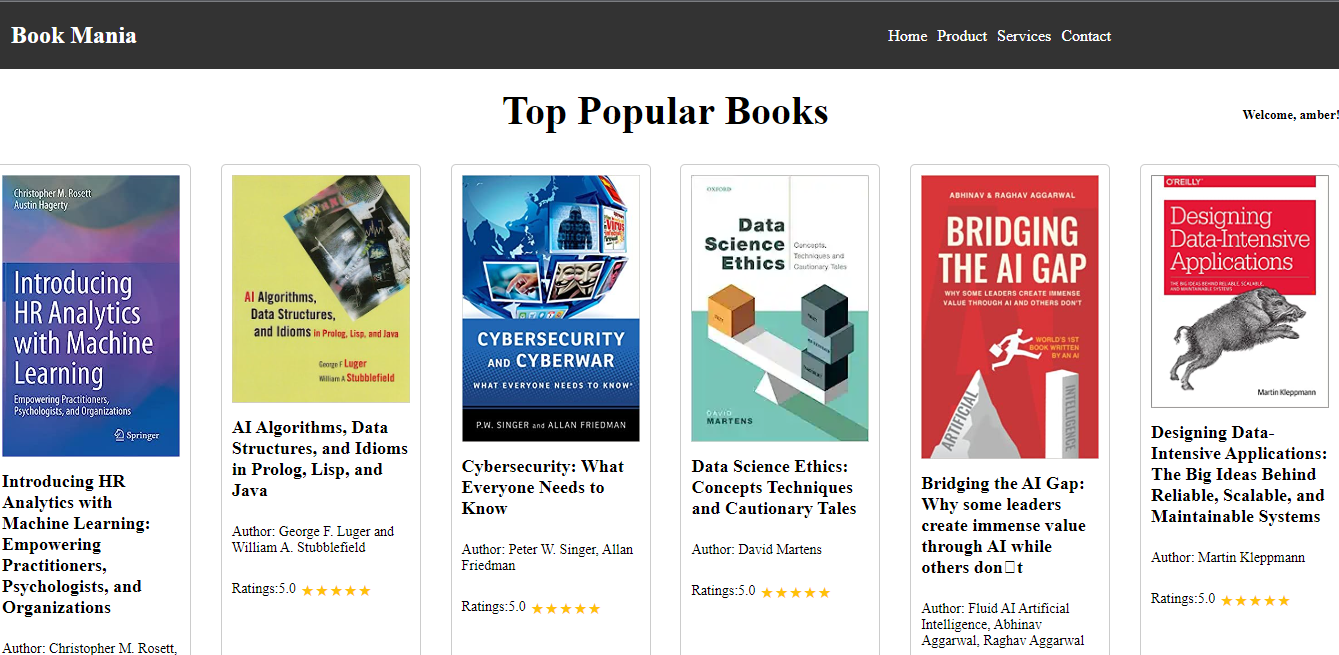 Book Mania
Home Product Services Contact
Top Popular Books
Welcome, amber!
Christopher M. Rosett
Austin Hagerty
Introducing
HR Analytics
with Machine
Learning
Empowering Practitioners,
Psychologists, and Organizations
Springer
Introducing HR
Analytics with
Machine Learning:
Empowering
Practitioners,
Psychologists, and
Organizations
Author: Christopher M. Rosett,
AI Algorithms,
Data Structures,
and Idioms in Prolog, Lisp, and Java
George F Luger
William A Stubblefield
AI Algorithms, Data
Structures, and Idioms
in Prolog, Lisp, and
Java
Author: George F. Luger and
William A. Stubblefield
Ratings:5.0 ★★★★★
Virus
CYBERSECURITY
AND CYBERWAR
WHAT EVERYONE NEEDS TO KNOW®
P.W. SINGER AND ALLAN FRIEDMAN
Cybersecurity: What
Everyone Needs to
Know
Author: Peter W. Singer, Allan
Friedman
Ratings:5.0 ★★★★★
OXFORD
Data
Science
Ethics
Concepts,
Techniques and
Cautionary Tales
DAVID
MARTENS
Data Science Ethics:
Concepts Techniques
and Cautionary Tales
Author: David Martens
Ratings:5.0 ★★★★★
ABHINAV & RAGHAV AGGARWAL
BRIDGING
THE AI GAP
WHY SOME LEADERS CREATE IMMENSE
VALUE THROUGH AI AND OTHERS DON'T
WORLD'S 1ST
BOOK WRITTEN
BY AN AI
ARTIFICIAL
INTELLIGENCE
Bridging the AI Gap:
Why some leaders
create immense value
through AI while
others don□t
Author: Fluid AI Artificial
Intelligence, Abhinav
Aggarwal, Raghav Aggarwal
O'REILLY®
Designing
Data-Intensive
Applications
THE BIG IDEAS BEHIND RELIABLE, SCALABLE,
AND MAINTAINABLE SYSTEMS
Martin Kleppmann
Designing Data-
Intensive Applications:
The Big Ideas Behind
Reliable, Scalable, and
Maintainable Systems
Author: Martin Kleppmann
Ratings:5.0 ★★★★★